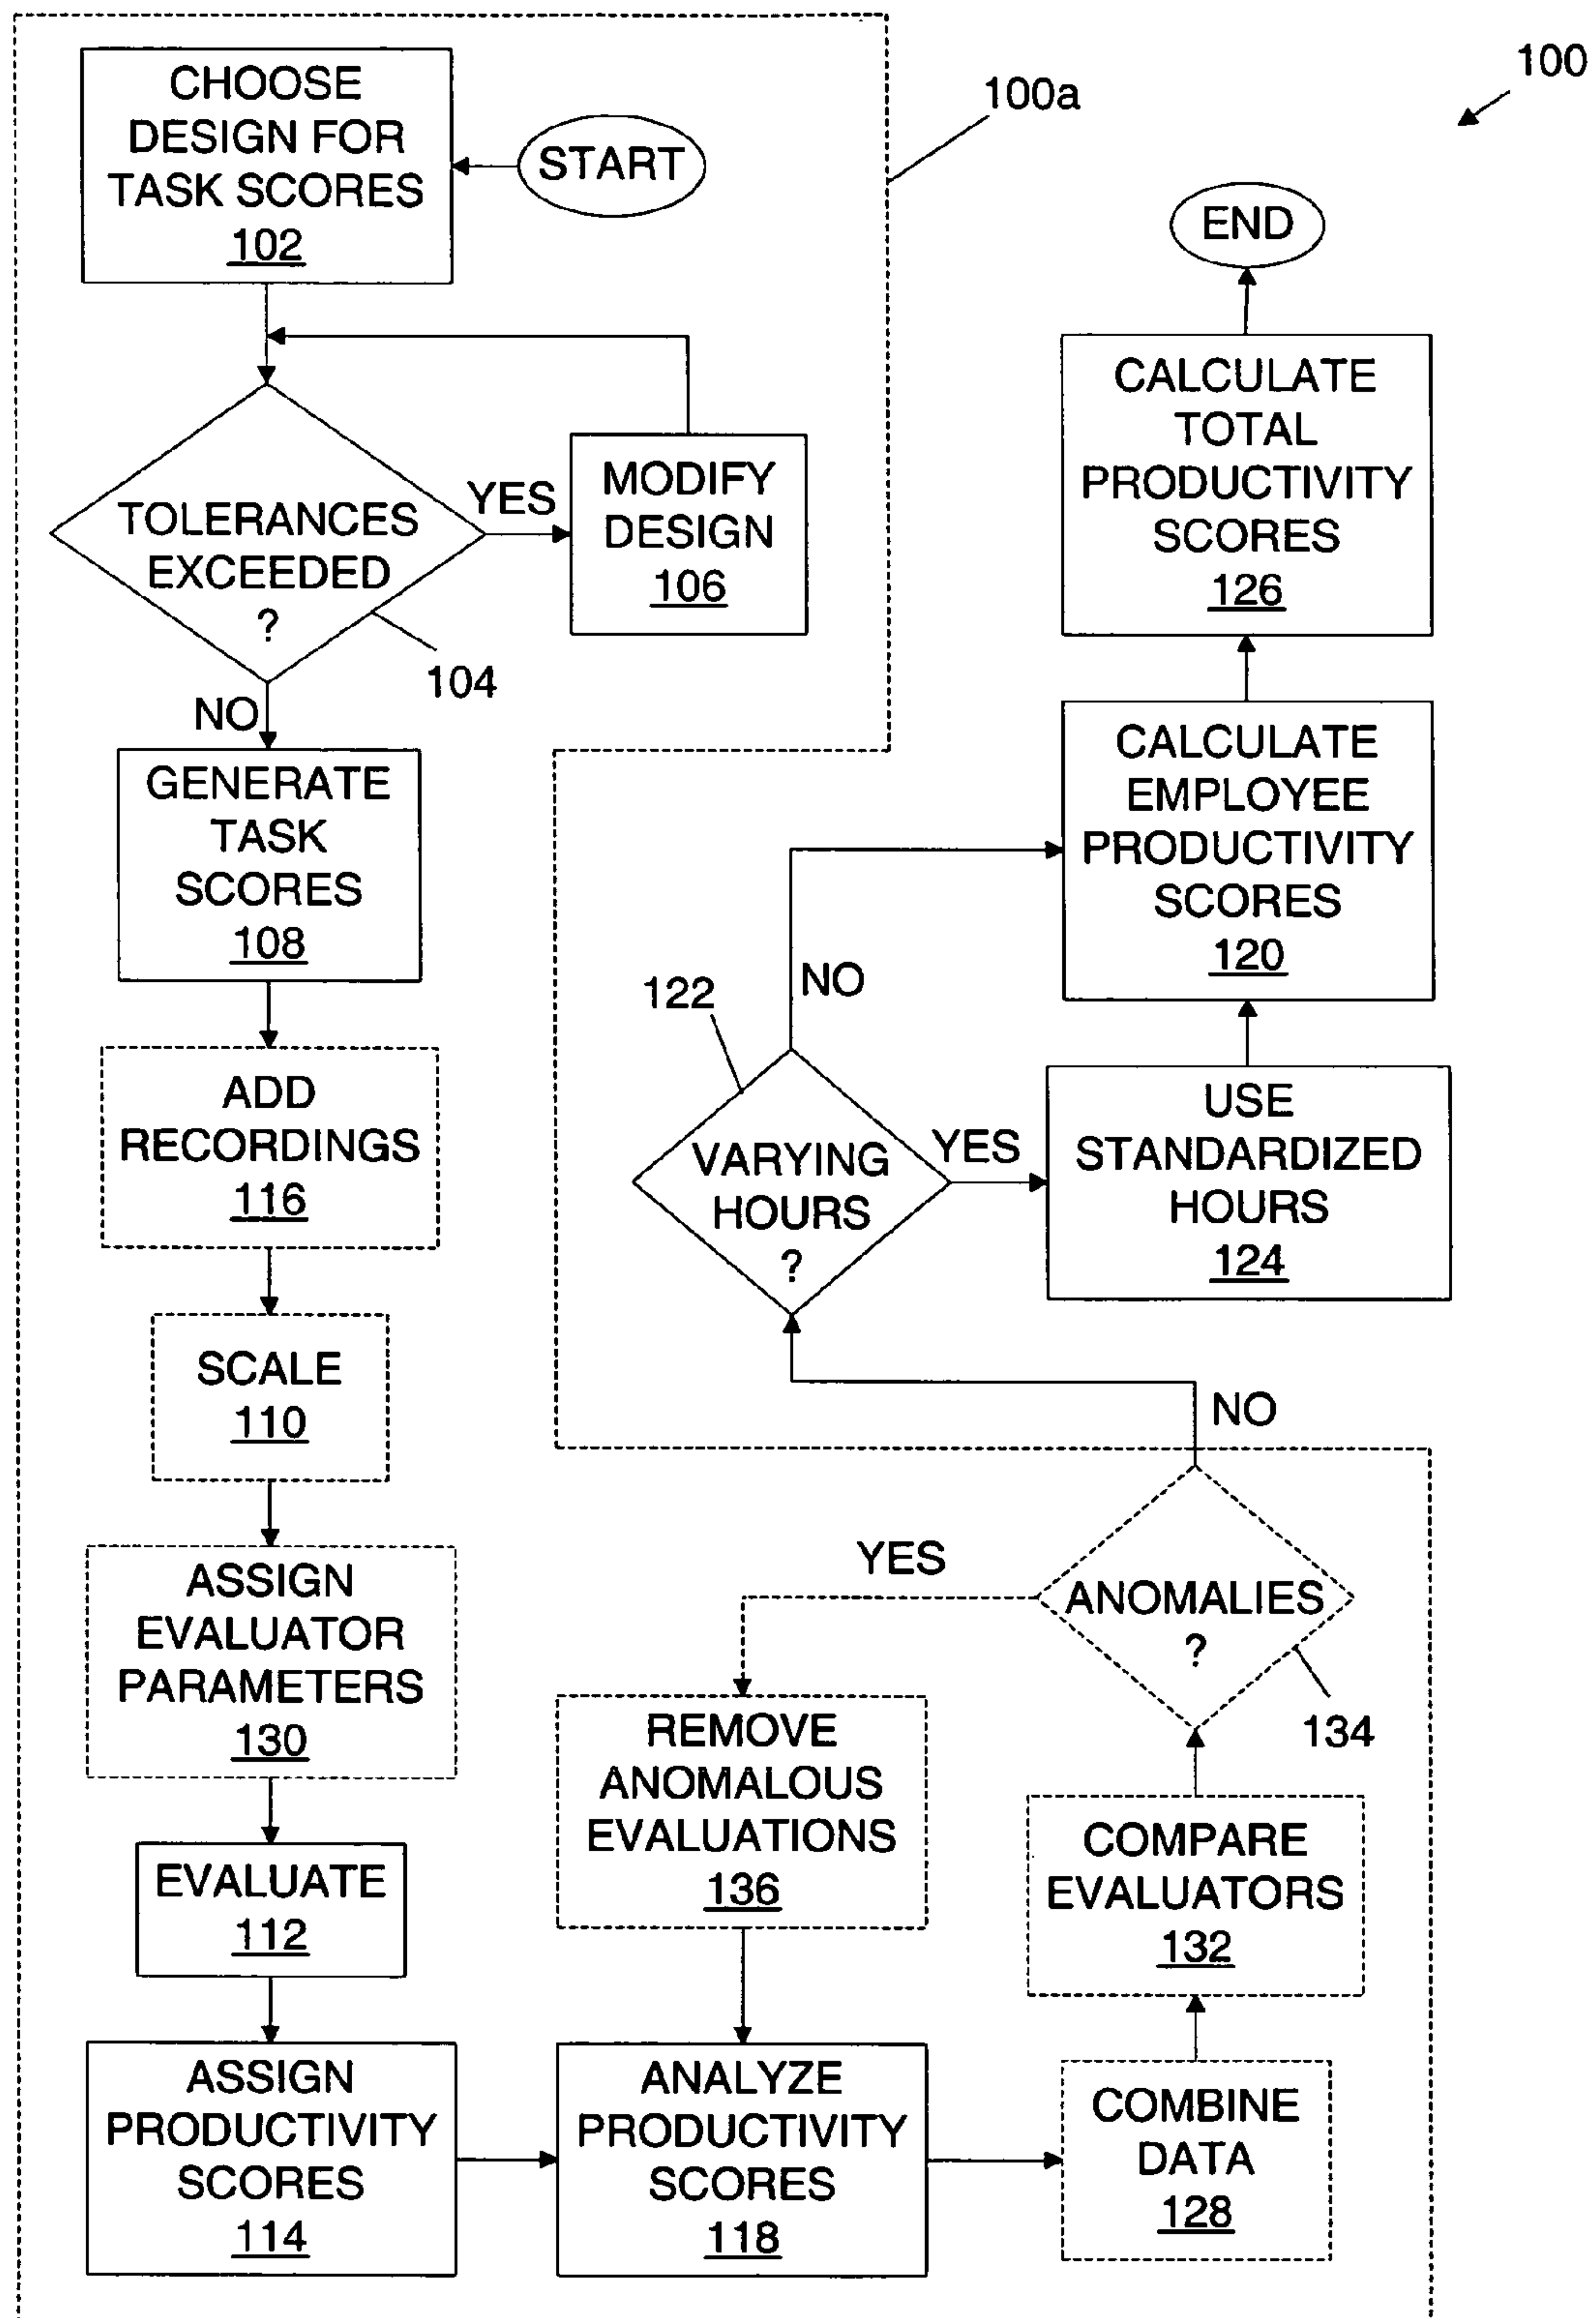 100
100a
START
CHOOSE
DESIGN FOR
TASK SCORES
102
TOLERANCES
EXCEEDED
?
104
YES
MODIFY
DESIGN
106
NO
GENERATE
TASK
SCORES
108
ADD
RECORDINGS
116
SCALE
110
ASSIGN
EVALUATOR
PARAMETERS
130
EVALUATE
112
ASSIGN
PRODUCTIVITY
SCORES
114
ANALYZE
PRODUCTIVITY
SCORES
118
COMBINE
DATA
128
COMPARE
EVALUATORS
132
ANOMALIES
?
134
YES
REMOVE
ANOMALOUS
EVALUATIONS
136
NO
VARYING
HOURS
?
122
YES
USE
STANDARDIZED
HOURS
124
NO
CALCULATE
EMPLOYEE
PRODUCTIVITY
SCORES
120
CALCULATE
TOTAL
PRODUCTIVITY
SCORES
126
END